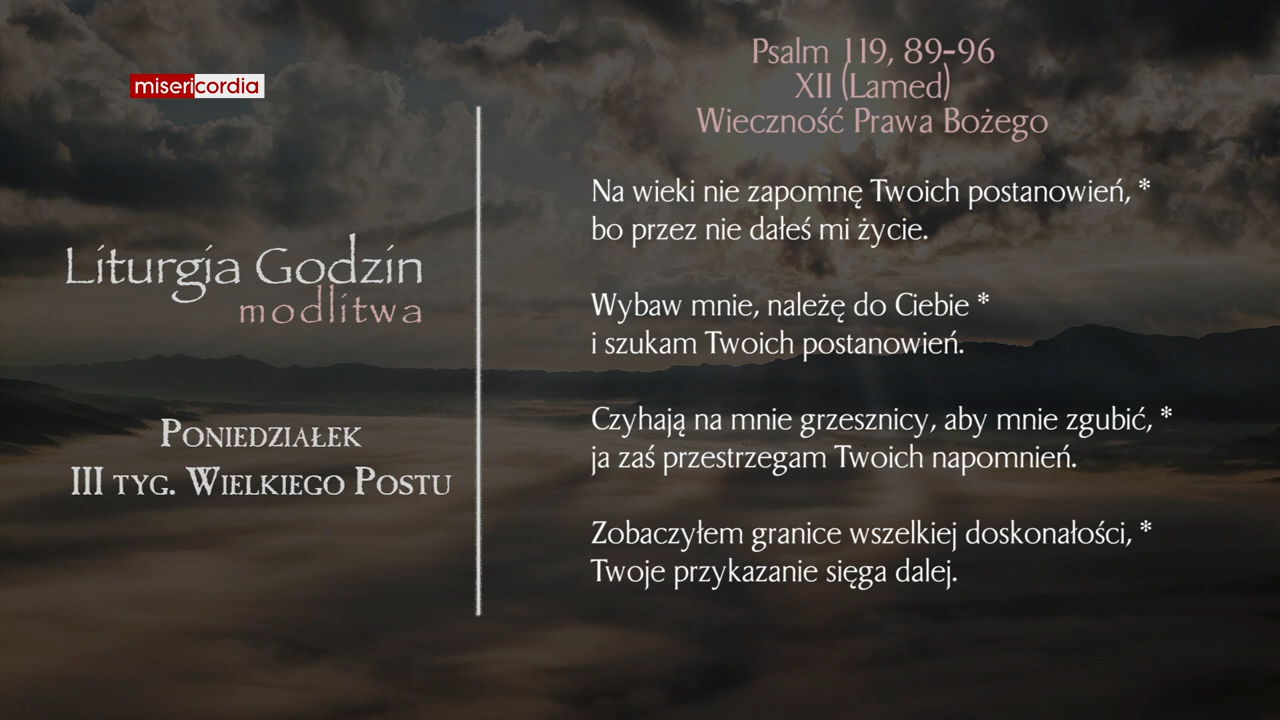 misericordia
Liturgia Godzin
modlitwa
Poniedziałek
III tyg. Wielkiego Postu
Psalm 119, 89-96
XII (Lamed)
Wieczność Prawa Bożego
Na wieki nie zapomnę Twoich postanowień, *
bo przez nie dałeś mi życie.
Wybaw mnie, należę do Ciebie *
i szukam Twoich postanowień.
Czyhają na mnie grzesznicy, aby mnie zgubić, *
ja zaś przestrzegam Twoich napomnień.
Zobaczyłem granice wszelkiej doskonałości, *
Twoje przykazanie sięga dalej.